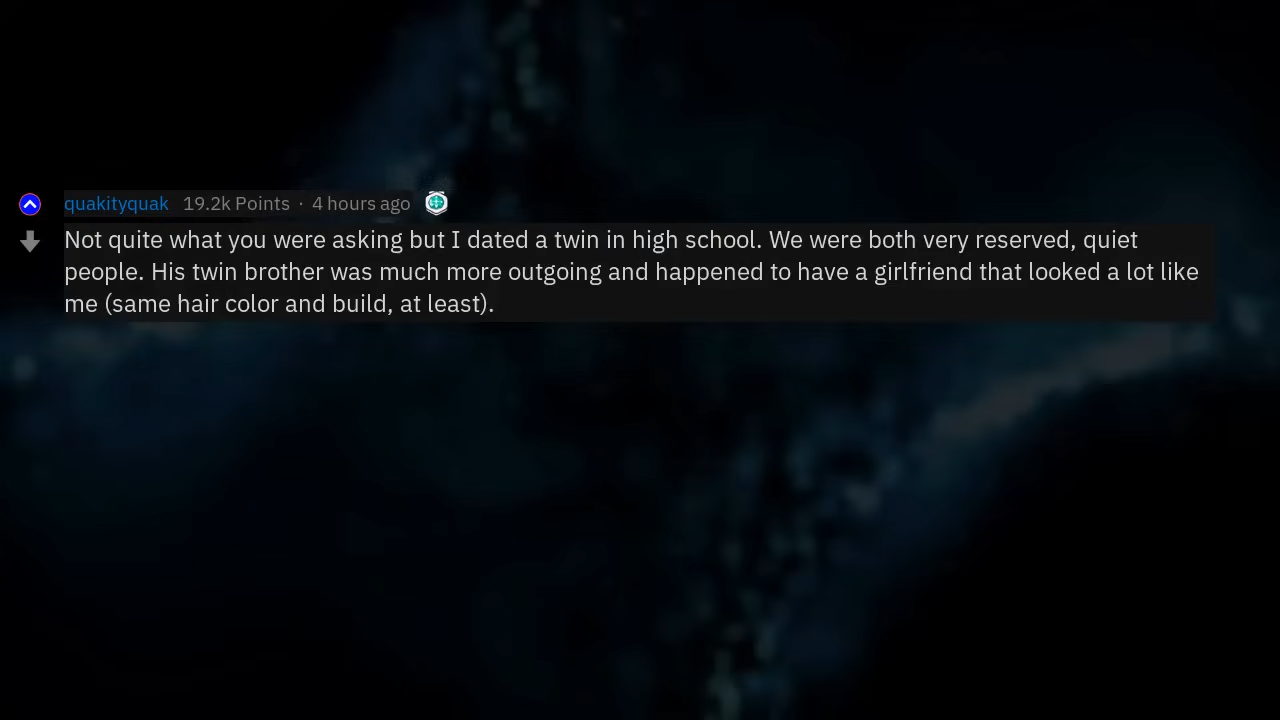 quakityquak 19.2k Points · 4 hours ago
Not quite what you were asking but I dated a twin in high school. We were both very reserved, quiet
people. His twin brother was much more outgoing and happened to have a girlfriend that looked a lot like
me (same hair color and build, at least).